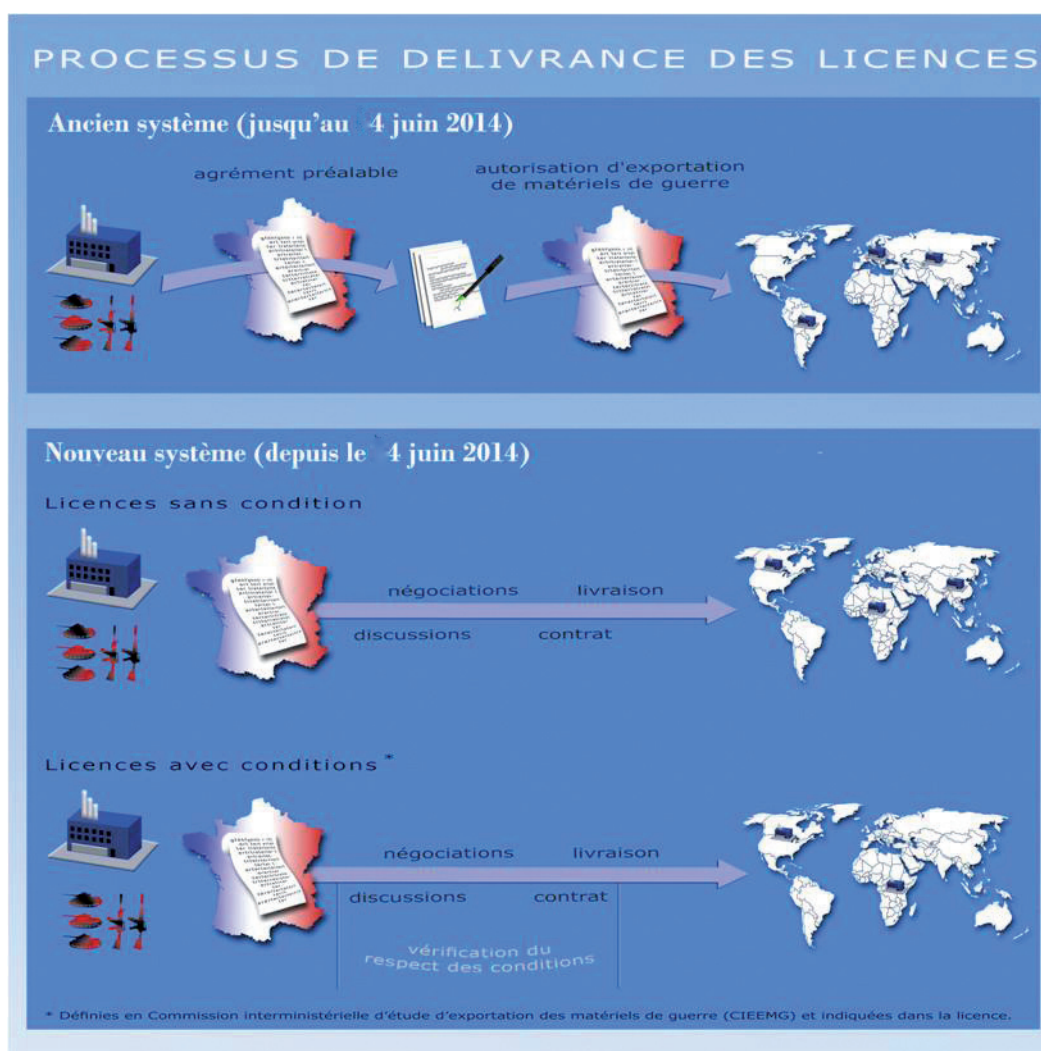 PROCESSUS DE DELIVRANCE DES LICENCES
Ancien système (jusqu'au 4 juin 2014)
agrément préalable
autorisation d'exportation
de matériels de guerre
Nouveau système (depuis le 4 juin 2014)
Licences sans condition
négociations livraison
discussions contrat
Licences avec conditions*
négociations livraison
discussions contrat
vérification du
respect des conditions
* Définies en Commission interministérielle d'étude d'exportation des matériels de guerre (CIEEMG) et indiquées dans la licence.